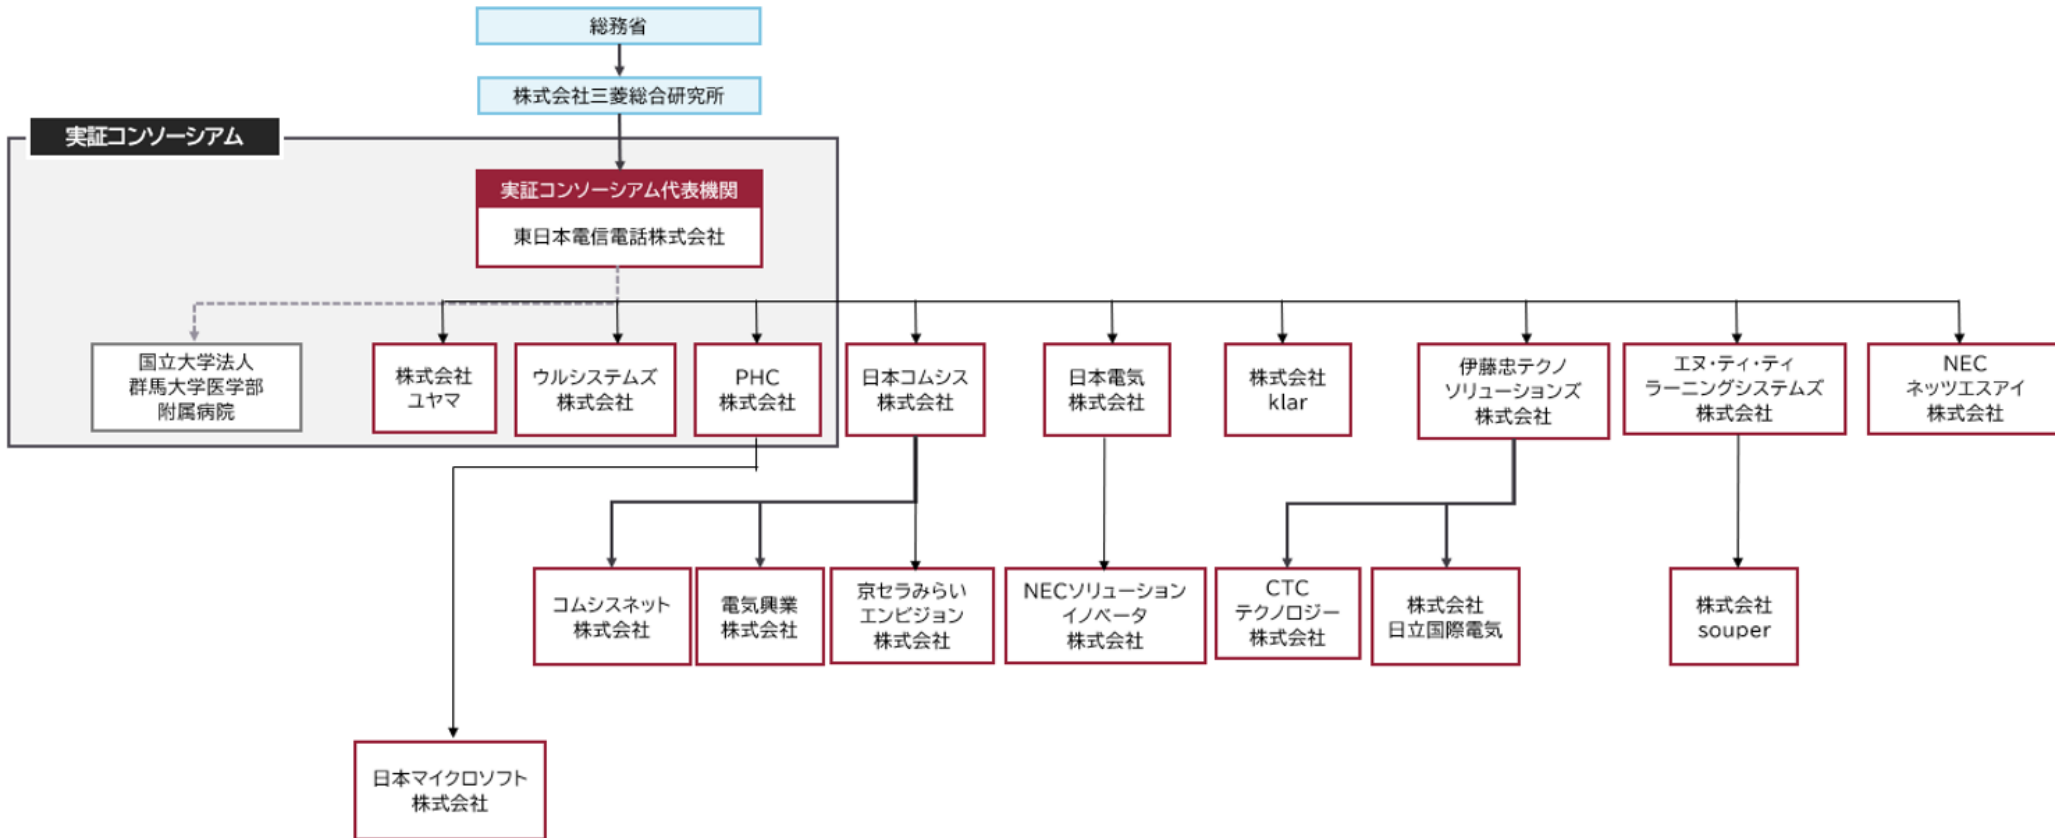 総務省
株式会社三菱総合研究所
実証コンソーシアム
実証コンソーシアム代表機関
東日本電信電話株式会社
国立大学法人
群馬大学医学部
附属病院
株式会社
ユヤマ
ウルシステムズ
株式会社
PHC
株式会社
日本コムシス
株式会社
日本電気
株式会社
株式会社
klar
伊藤忠テクノ
ソリューションズ
株式会社
エヌ・ティ・ティ
ラーニングシステムズ
株式会社
NEC
ネッツエスアイ
株式会社
コムシスネット
株式会社
電気興業
株式会社
京セラみらい
エンビジョン
株式会社
NECソリューション
イノベータ
株式会社
CTC
テクノロジー
株式会社
株式会社
日立国際電気
株式会社
souper
日本マイクロソフト
株式会社